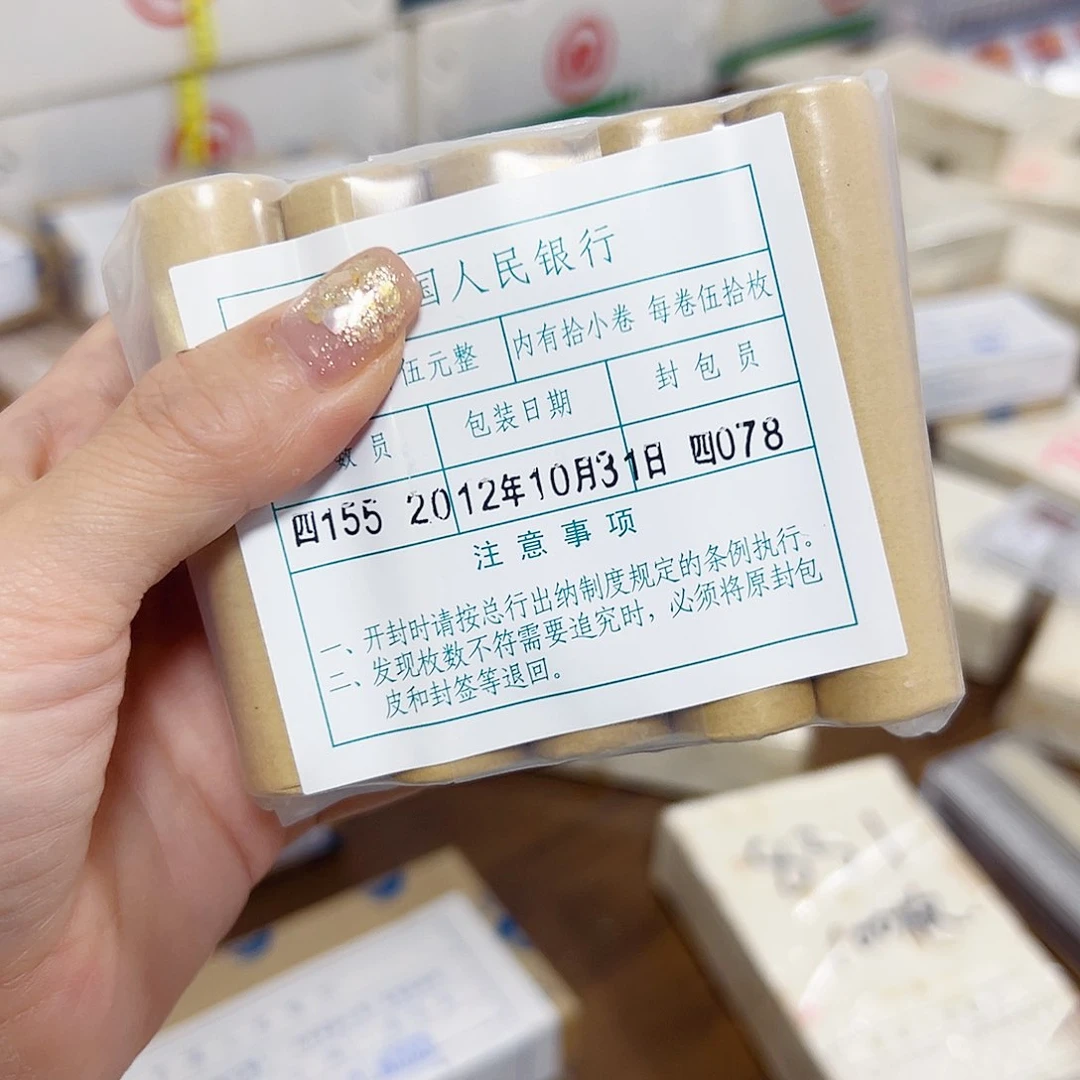 国人民银行
伍元整 内有拾小卷 每卷伍拾枚
数员 包装日期 封包员
四155 2012年10月31日 四078
注意事项
一、开封时请按总行出纳制度规定的条例执行。
二、发现枚数不符需要追究时，必须将原封包
皮和封签等退回。